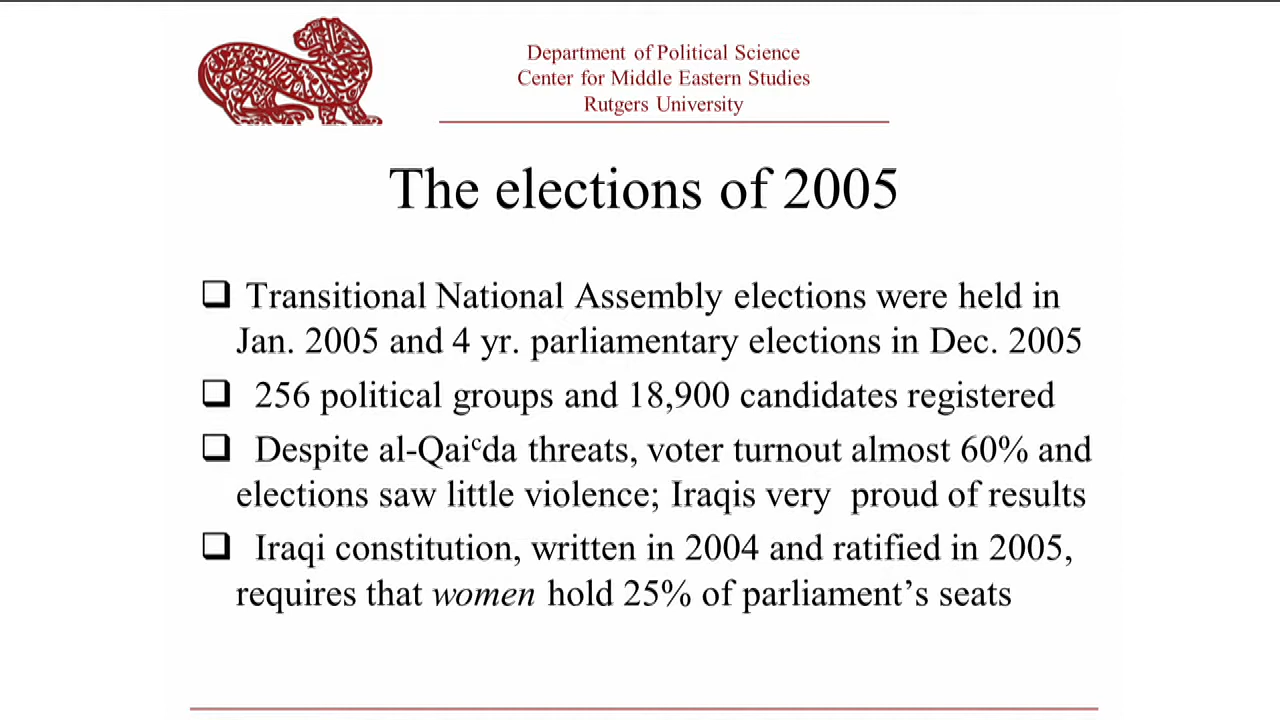 Department of Political Science
Center for Middle Eastern Studies
Rutgers University
The elections of 2005
❑ Transitional National Assembly elections were held in
Jan. 2005 and 4 yr. parliamentary elections in Dec. 2005
❑ 256 political groups and 18,900 candidates registered
❑ Despite al-Qaiᶜda threats, voter turnout almost 60% and
elections saw little violence; Iraqis very proud of results
❑ Iraqi constitution, written in 2004 and ratified in 2005,
requires that women hold 25% of parliament’s seats